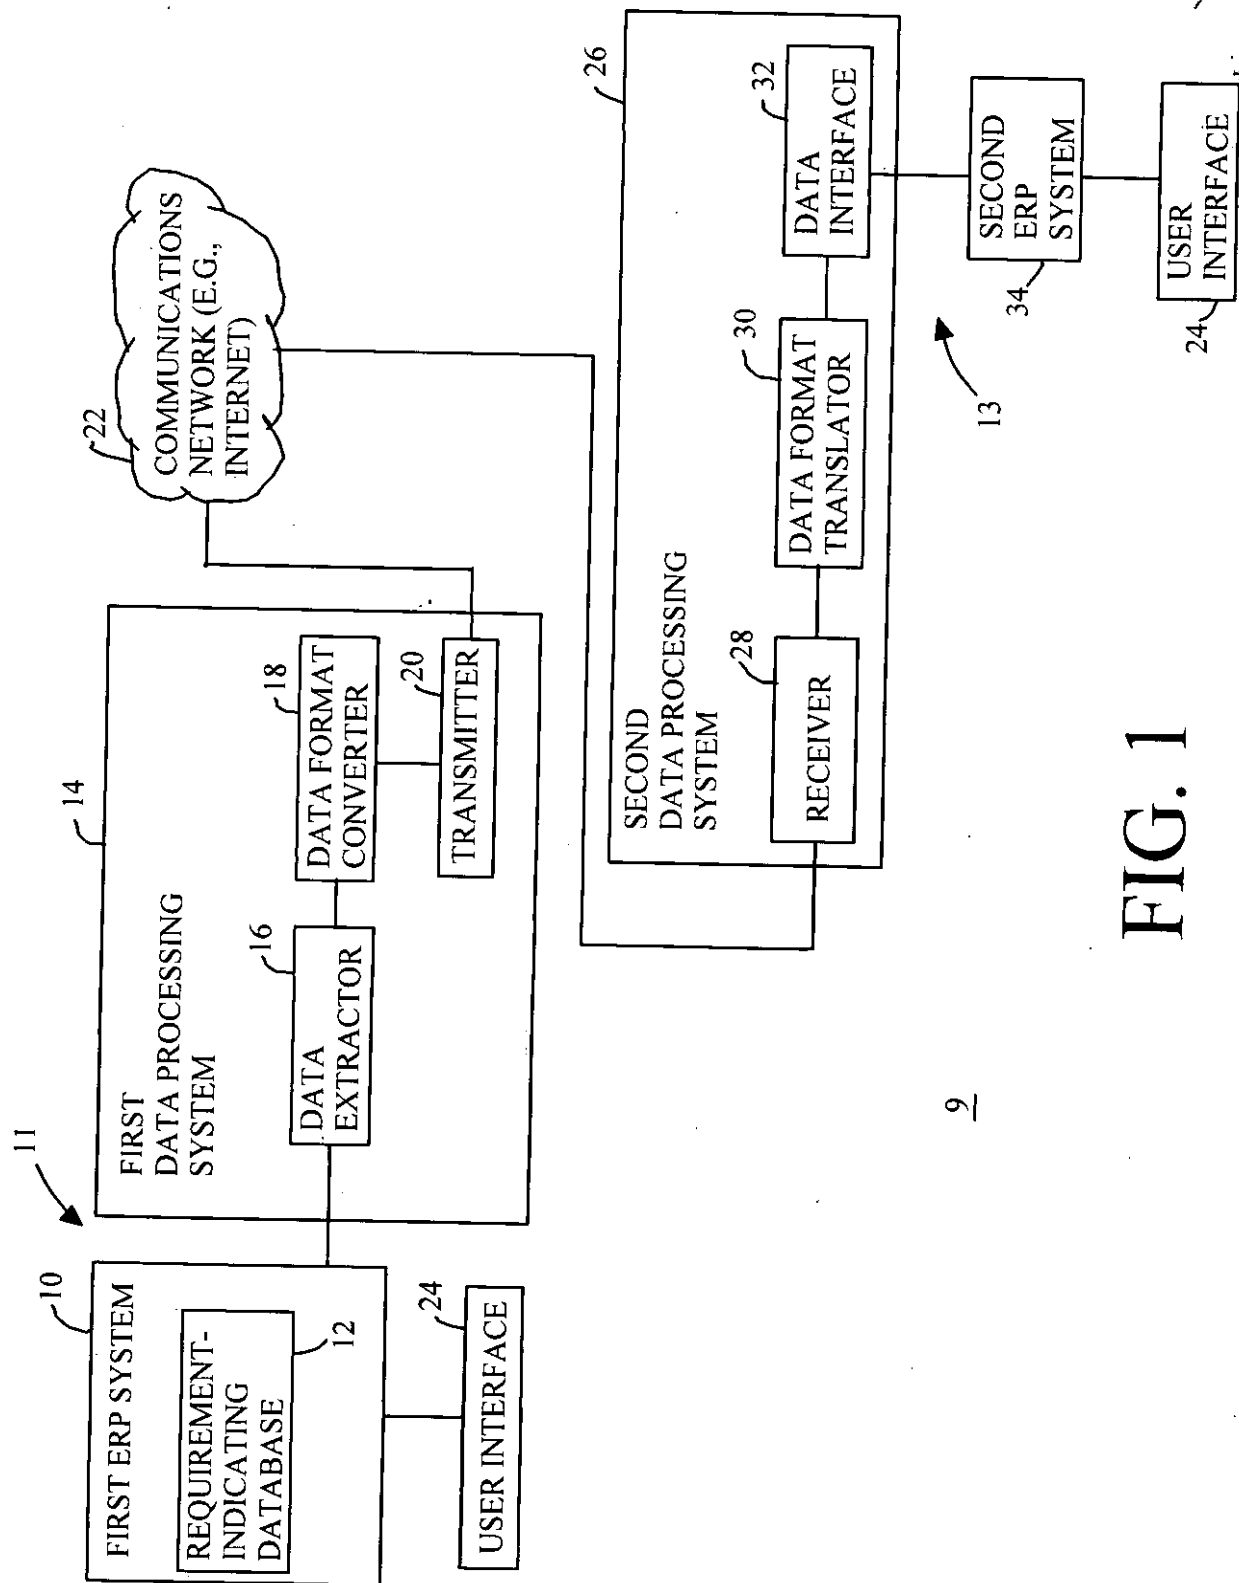 11
10
FIRST ERP SYSTEM
REQUIREMENT-
INDICATING
DATABASE
12
24
USER INTERFACE
14
FIRST
DATA PROCESSING
SYSTEM
16
DATA
EXTRACTOR
18
DATA FORMAT
CONVERTER
20
TRANSMITTER
22
COMMUNICATIONS
NETWORK (E.G.,
INTERNET)
26
SECOND
DATA PROCESSING
SYSTEM
28
RECEIVER
30
DATA FORMAT
TRANSLATOR
32
DATA
INTERFACE
13
34
SECOND
ERP
SYSTEM
24
USER
INTERFACE
9
FIG. 1